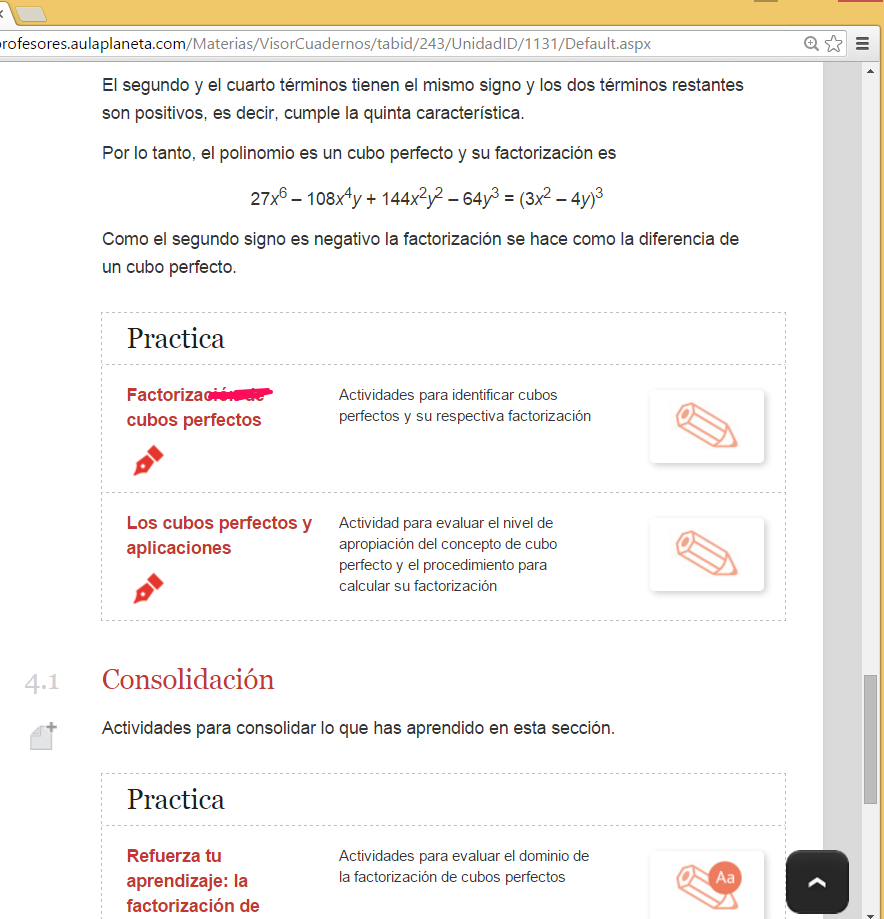 profesores.aulaplaneta.com/Materias/VisorCuadernos/tabid/243/UnidadID/1131/Default.aspx
El segundo y el cuarto términos tienen el mismo signo y los dos términos restantes
son positivos, es decir, cumple la quinta característica.
Por lo tanto, el polinomio es un cubo perfecto y su factorización es
27x⁶ – 108x⁴y + 144x²y² – 64y³ = (3x² – 4y)³
Como el segundo signo es negativo la factorización se hace como la diferencia de
un cubo perfecto.
Practica
Factorización de
cubos perfectos
Actividades para identificar cubos
perfectos y su respectiva factorización
Los cubos perfectos y
aplicaciones
Actividad para evaluar el nivel de
apropiación del concepto de cubo
perfecto y el procedimiento para
calcular su factorización
4.1 Consolidación
Actividades para consolidar lo que has aprendido en esta sección.
Practica
Refuerza tu
aprendizaje: la
factorización de
Actividades para evaluar el dominio de
la factorización de cubos perfectos
Aa